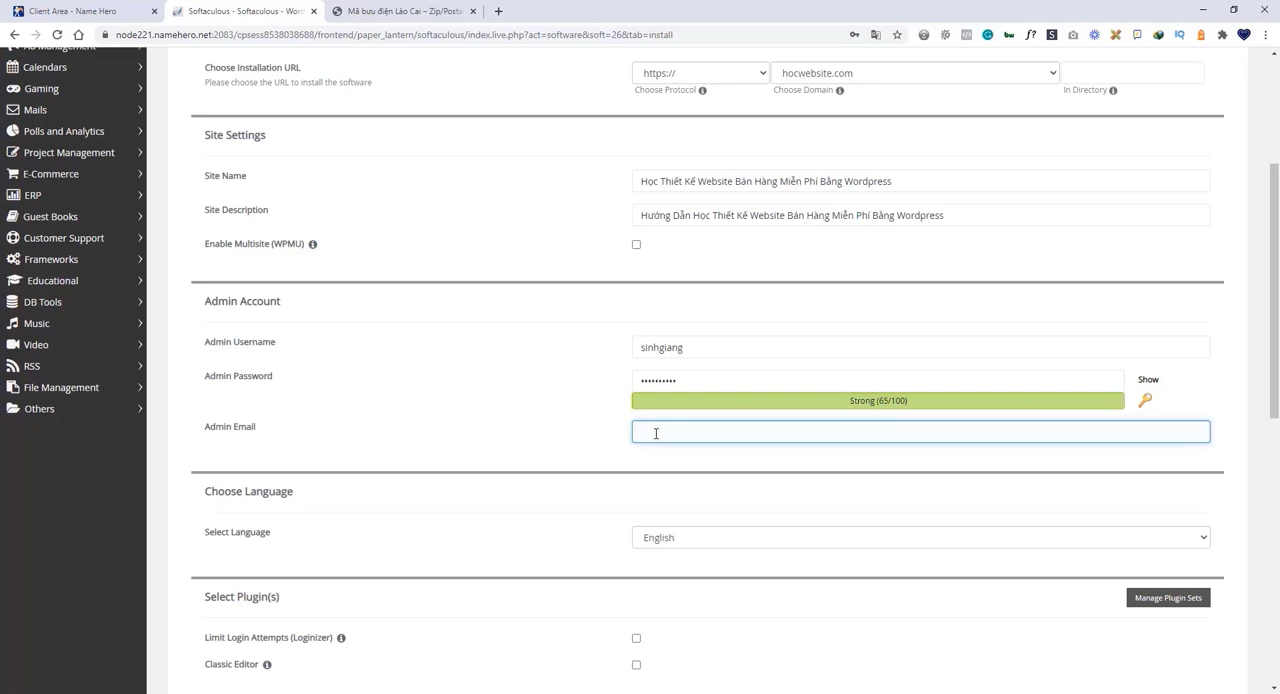 Client Area - Name Hero
Softaculous - Softaculous - Wor
Mã bưu điện Lào Cai – Zip/Posta
node221.namehero.net:2083/cpsess8538038688/frontend/paper_lantern/softaculous/index.live.php?act=software&soft=26&tab=install
Calendars
Gaming
Mails
Polls and Analytics
Project Management
E-Commerce
ERP
Guest Books
Customer Support
Frameworks
Educational
DB Tools
Music
Video
RSS
File Management
Others
Choose Installation URL
Please choose the URL to install the software
https://
hocwebsite.com
Choose Protocol
Choose Domain
In Directory
Site Settings
Site Name
Học Thiết Kế Website Bán Hàng Miễn Phí Bằng Wordpress
Site Description
Hướng Dẫn Học Thiết Kế Website Bán Hàng Miễn Phí Bằng Wordpress
Enable Multisite (WPMU)
Admin Account
Admin Username
sinhgiang
Admin Password
••••••••••
Show
Strong (65/100)
Admin Email
Choose Language
Select Language
English
Select Plugin(s)
Manage Plugin Sets
Limit Login Attempts (Loginizer)
Classic Editor